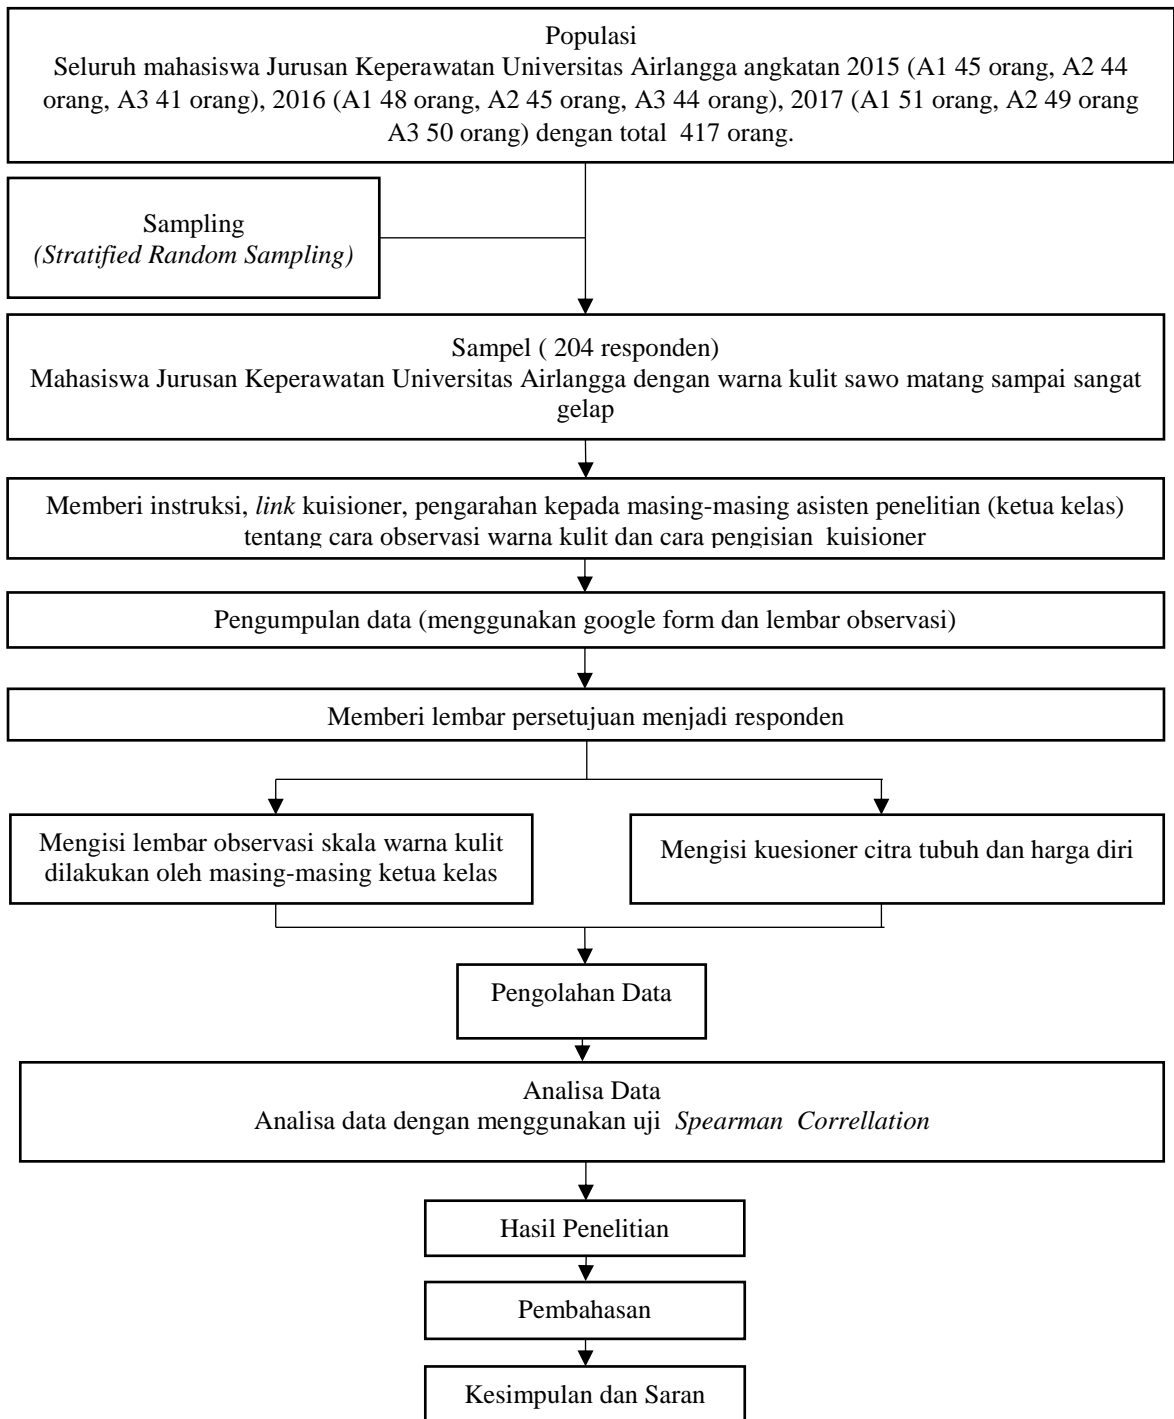 Populasi
Seluruh mahasiswa Jurusan Keperawatan Universitas Airlangga angkatan 2015 (A1 45 orang, A2 44
orang, A3 41 orang), 2016 (A1 48 orang, A2 45 orang, A3 44 orang), 2017 (A1 51 orang, A2 49 orang
A3 50 orang) dengan total 417 orang.
Sampling
(Stratified Random Sampling)
Sampel ( 204 responden)
Mahasiswa Jurusan Keperawatan Universitas Airlangga dengan warna kulit sawo matang sampai sangat
gelap
Memberi instruksi, link kuisioner, pengarahan kepada masing-masing asisten penelitian (ketua kelas)
tentang cara observasi warna kulit dan cara pengisian kuisioner
Pengumpulan data (menggunakan google form dan lembar observasi)
Memberi lembar persetujuan menjadi responden
Mengisi lembar observasi skala warna kulit
dilakukan oleh masing-masing ketua kelas
Mengisi kuesioner citra tubuh dan harga diri
Pengolahan Data
Analisa Data
Analisa data dengan menggunakan uji Spearman Correllation
Hasil Penelitian
Pembahasan
Kesimpulan dan Saran